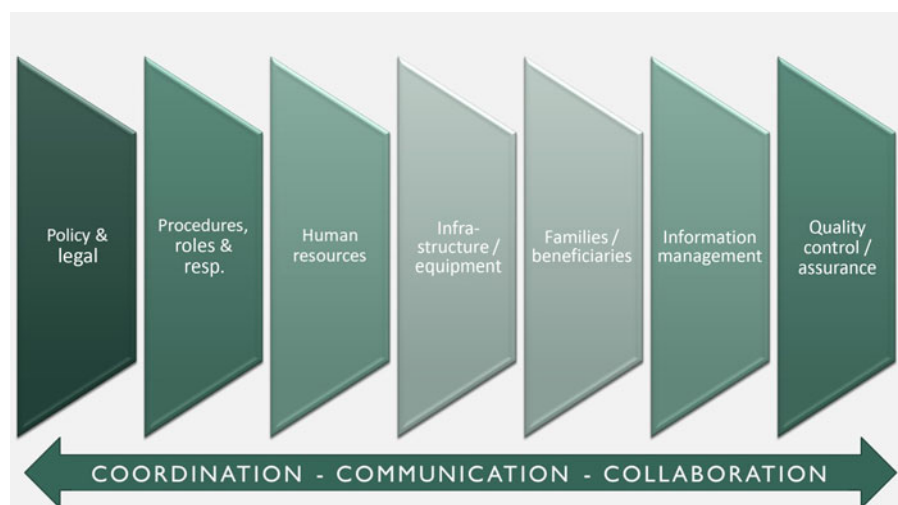 Policy &
legal
Procedures,
roles &
resp.
Human
resources
Infra-
structure /
equipment
Families /
beneficiaries
Information
management
Quality
control /
assurance
COORDINATION - COMMUNICATION - COLLABORATION